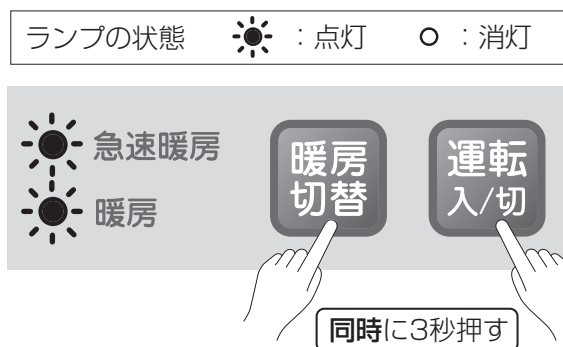 ランプの状態 ：点灯 ：消灯
急速暖房
暖房
暖房
切替
運転
入/切
同時に3秒押す